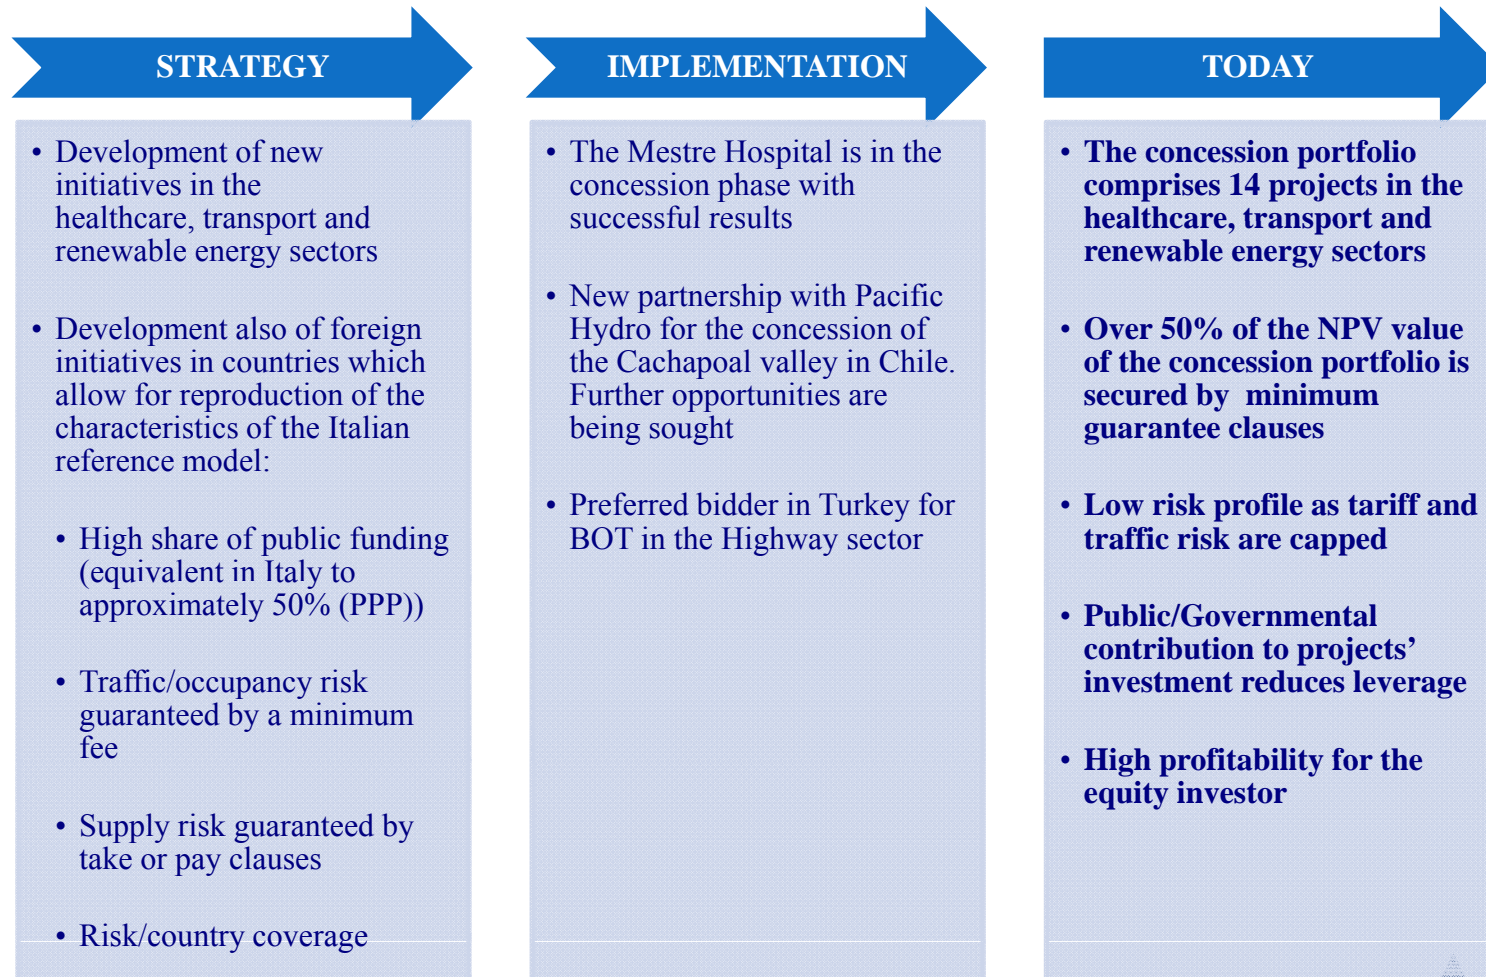 STRATEGY
• Development of new
initiatives in the
healthcare, transport and
renewable energy sectors
• Development also of foreign
initiatives in countries which
allow for reproduction of the
characteristics of the Italian
reference model:
• High share of public funding
(equivalent in Italy to
approximately 50% (PPP))
• Traffic/occupancy risk
guaranteed by a minimum
fee
• Supply risk guaranteed by
take or pay clauses
• Risk/country coverage
IMPLEMENTATION
• The Mestre Hospital is in the
concession phase with
successful results
• New partnership with Pacific
Hydro for the concession of
the Cachapoal valley in Chile.
Further opportunities are
being sought
• Preferred bidder in Turkey for
BOT in the Highway sector
TODAY
• The concession portfolio
comprises 14 projects in the
healthcare, transport and
renewable energy sectors
• Over 50% of the NPV value
of the concession portfolio is
secured by minimum
guarantee clauses
• Low risk profile as tariff and
traffic risk are capped
• Public/Governmental
contribution to projects’
investment reduces leverage
• High profitability for the
equity investor